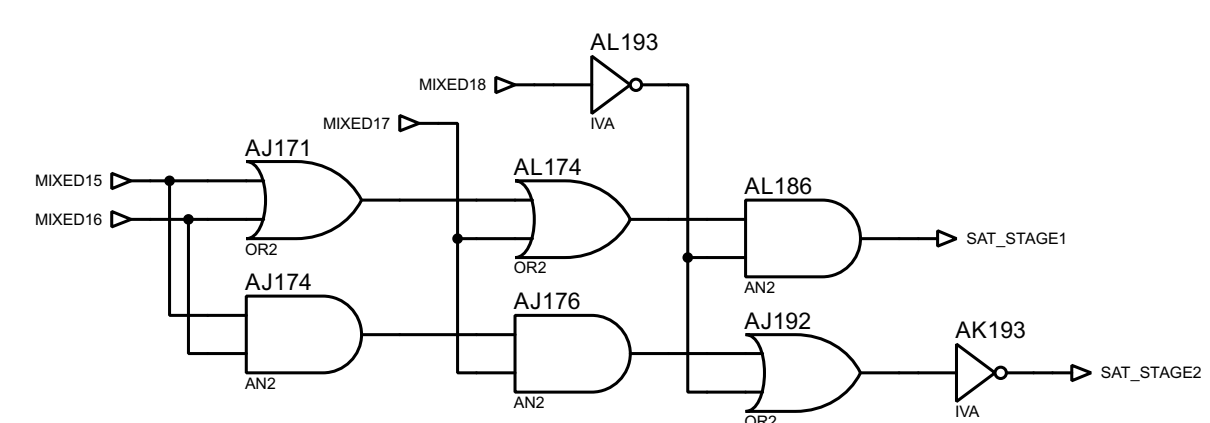 AL193
MIXED18
IVA
MIXED17
AJ171
MIXED15
MIXED16
OR2
AL174
OR2
AL186
AN2
SAT_STAGE1
AJ174
AN2
AJ176
AN2
AJ192
OR2
AK193
IVA
SAT_STAGE2